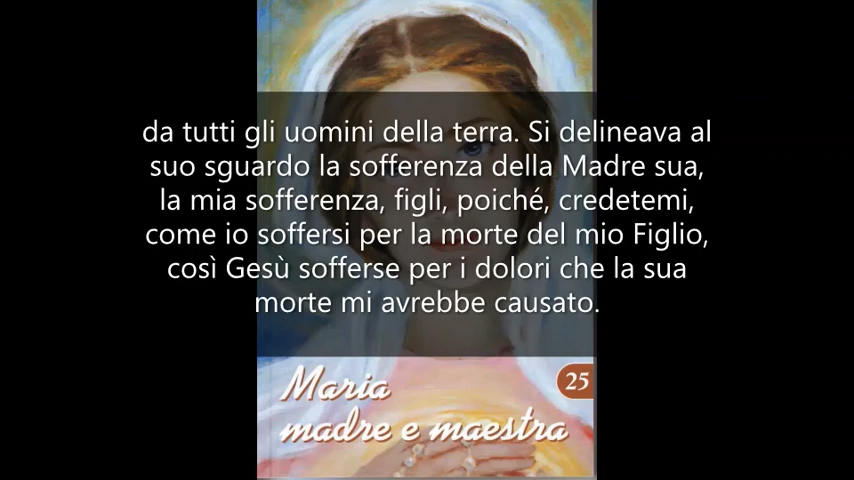 da tutti gli uomini della terra. Si delineava al
suo sguardo la sofferenza della Madre sua,
la mia sofferenza, figli, poiché, credetemi,
come io soffersi per la morte del mio Figlio,
così Gesù sofferse per i dolori che la sua
morte mi avrebbe causato.
25
Maria
madre e maestra